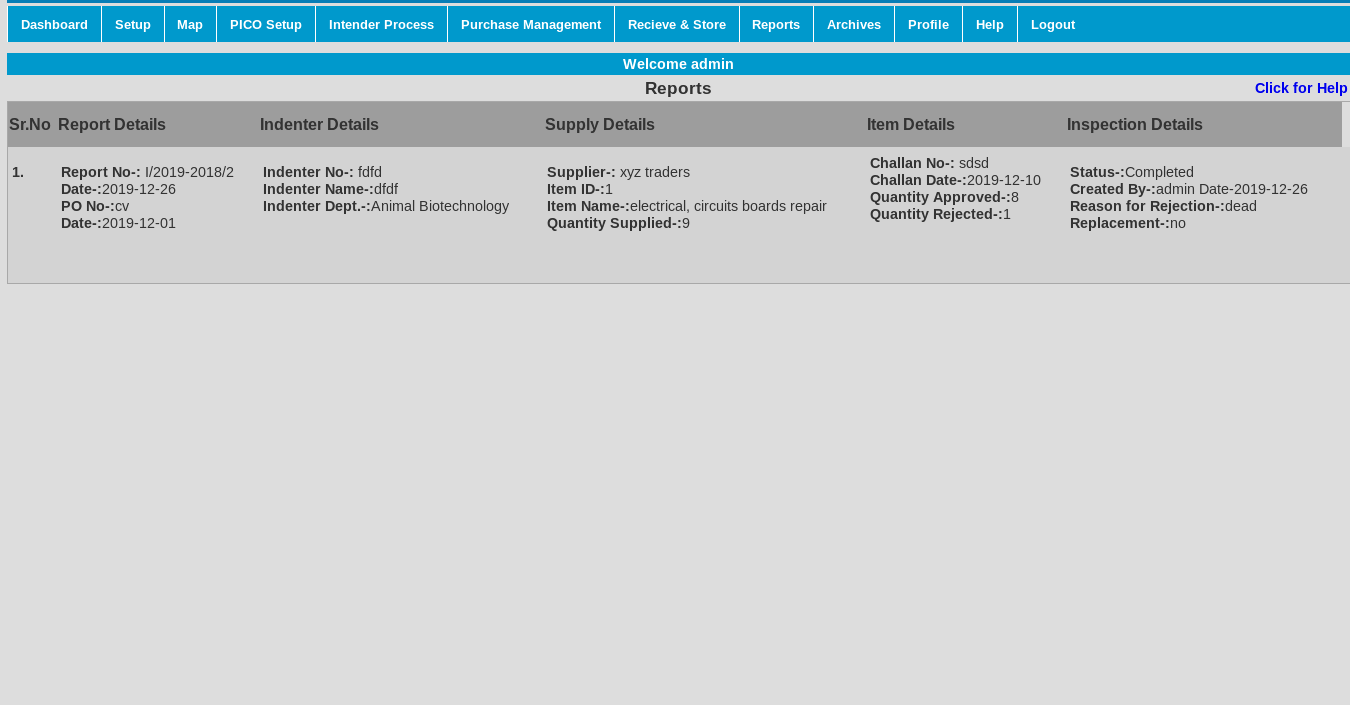 Dashboard Setup Map PICO Setup Intender Process Purchase Management Recieve & Store Reports Archives Profile Help Logout
Welcome admin
Reports
Click for Help
Sr.No Report Details Indenter Details Supply Details Item Details Inspection Details
1.
Report No-: I/2019-2018/2
Date-:2019-12-26
PO No-:cv
Date-:2019-12-01
Indenter No-: fdfd
Indenter Name-:dfdf
Indenter Dept.-:Animal Biotechnology
Supplier-: xyz traders
Item ID-:1
Item Name-:electrical, circuits boards repair
Quantity Supplied-:9
Challan No-: sdsd
Challan Date-:2019-12-10
Quantity Approved-:8
Quantity Rejected-:1
Status-:Completed
Created By-:admin Date-2019-12-26
Reason for Rejection-:dead
Replacement-:no